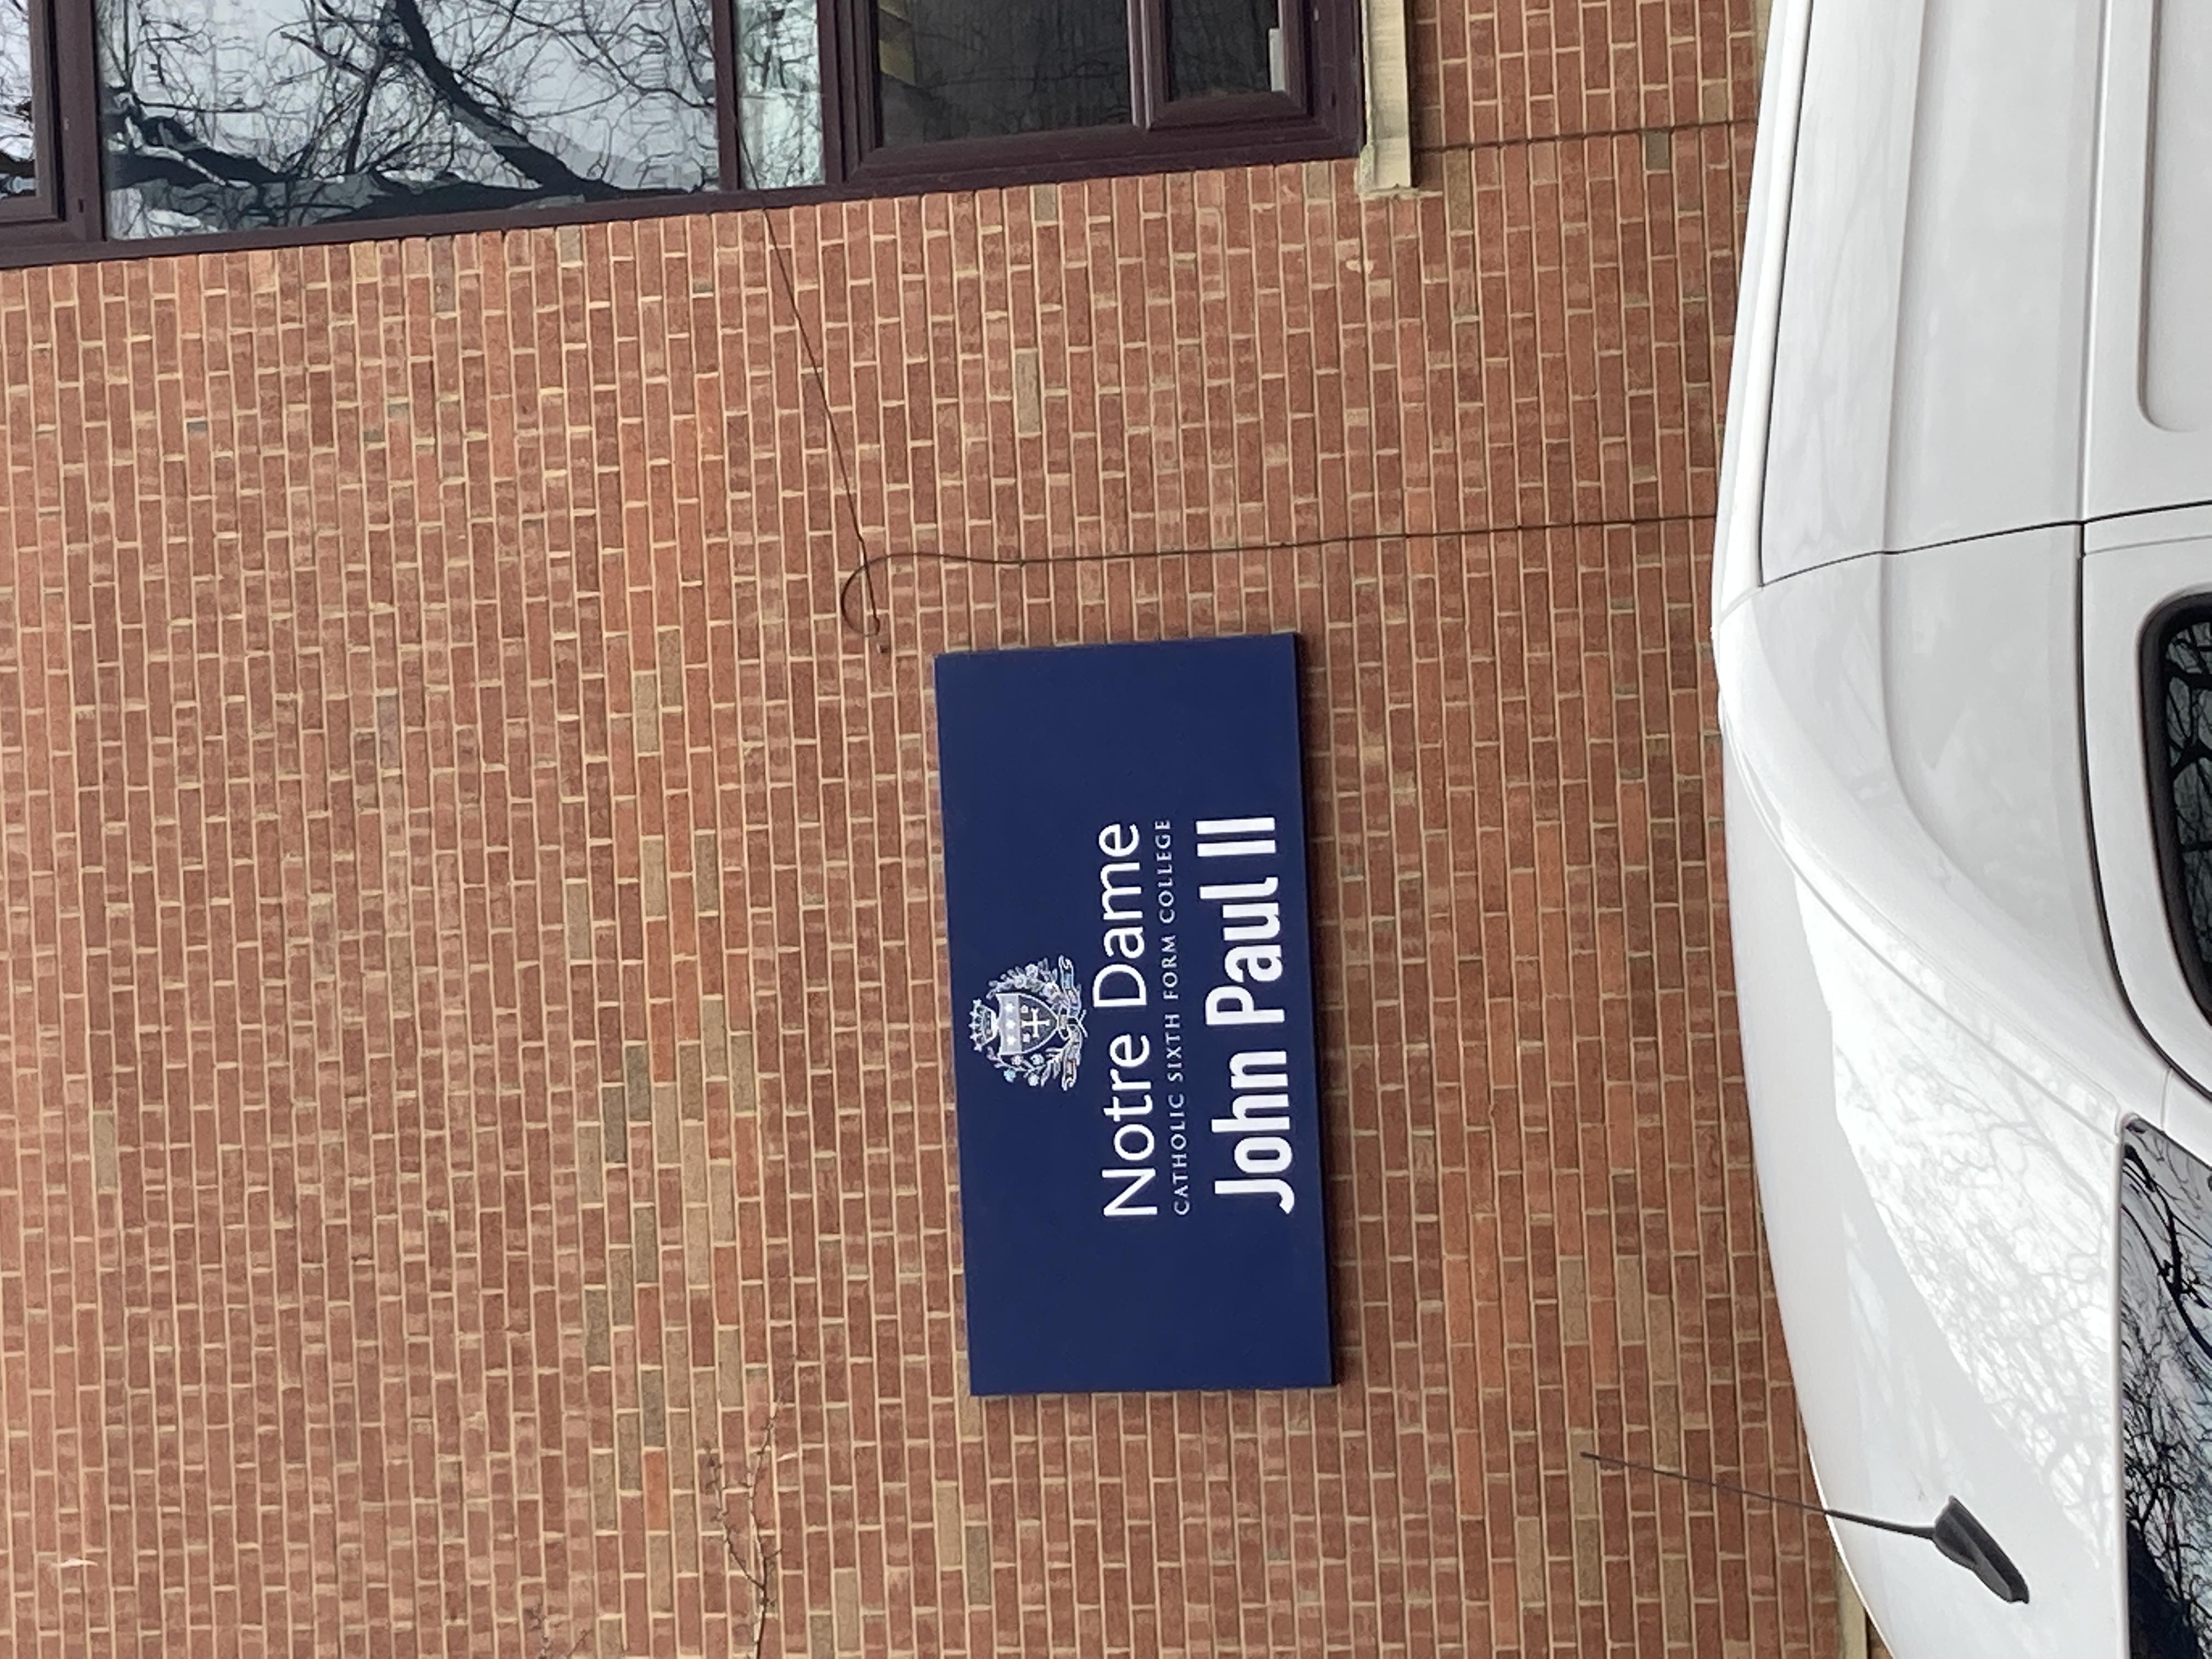 Notre Dame
CATHOLIC SIXTH FORM COLLEGE
John Paul II